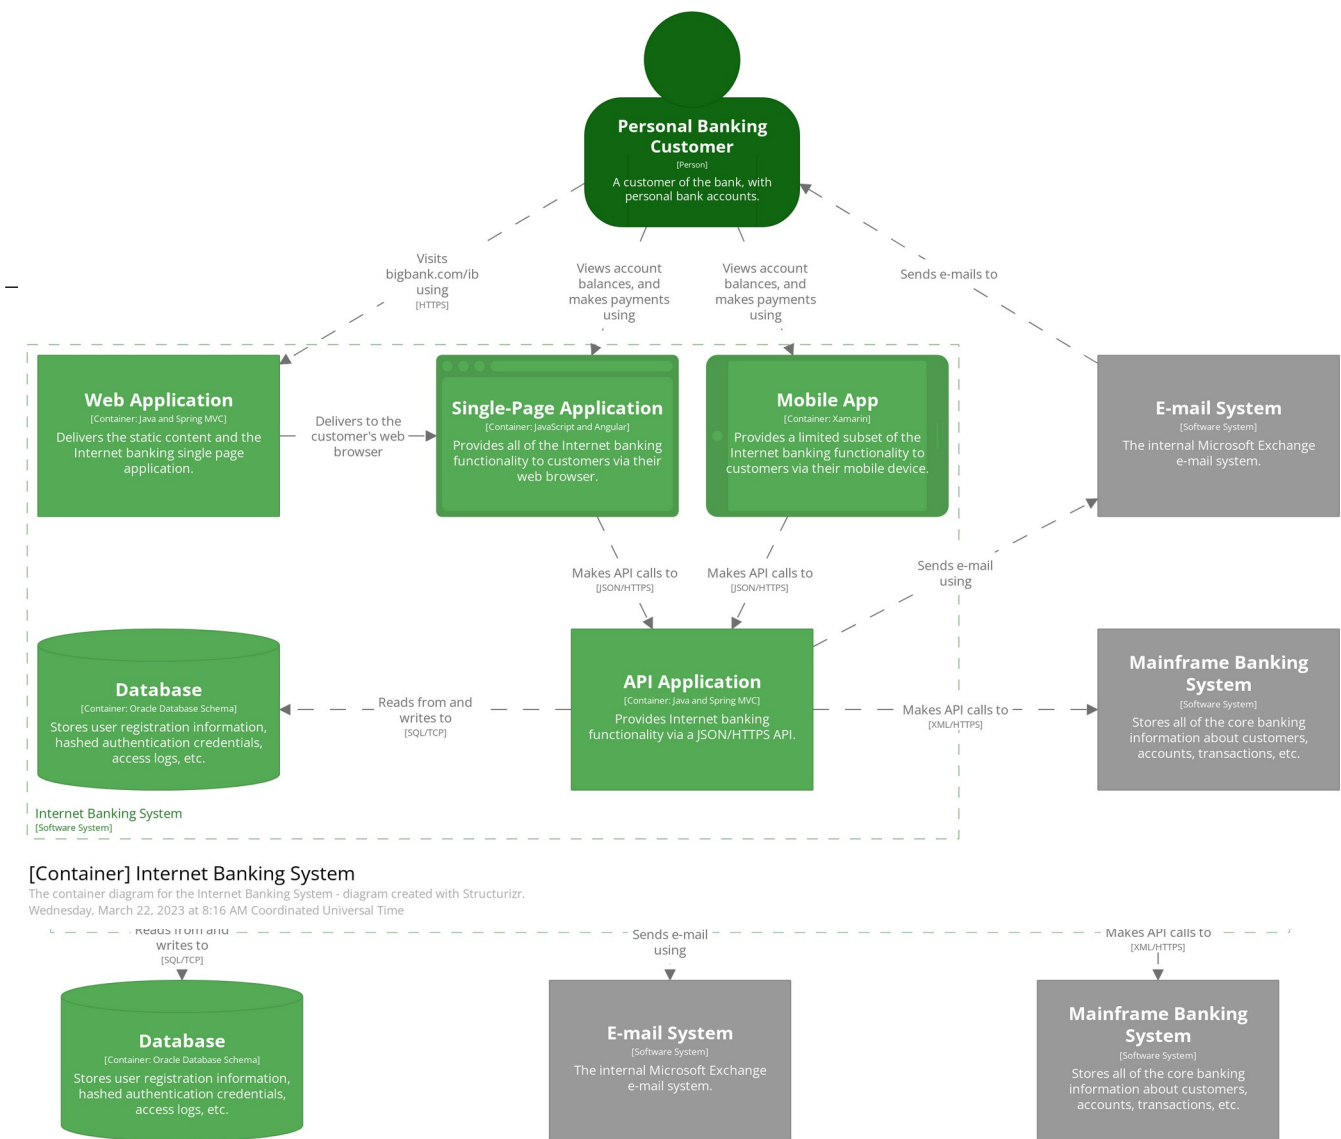 Personal Banking
Customer
[Person]
A customer of the bank, with
personal bank accounts.
Visits
bigbank.com/ib
using
[HTTPS]
Views account
balances, and
makes payments
using
Views account
balances, and
makes payments
using
Sends e-mails to
Web Application
[Container: Java and Spring MVC]
Delivers the static content and the
Internet banking single page
application.
Delivers to the
customer's web
browser
Single-Page Application
[Container: JavaScript and Angular]
Provides all of the Internet banking
functionality to customers via their
web browser.
Mobile App
[Container: Xamarin]
Provides a limited subset of the
Internet banking functionality to
customers via their mobile device.
E-mail System
[Software System]
The internal Microsoft Exchange
e-mail system.
Makes API calls to
[JSON/HTTPS]
Makes API calls to
[JSON/HTTPS]
Sends e-mail
using
Database
[Container: Oracle Database Schema]
Stores user registration information,
hashed authentication credentials,
access logs, etc.
Reads from and
writes to
[SQL/TCP]
API Application
[Container: Java and Spring MVC]
Provides Internet banking
functionality via a JSON/HTTPS API.
Makes API calls to
[XML/HTTPS]
Mainframe Banking
System
[Software System]
Stores all of the core banking
information about customers,
accounts, transactions, etc.
Internet Banking System
[Software System]
[Container] Internet Banking System
The container diagram for the Internet Banking System - diagram created with Structurizr.
Wednesday, March 22, 2023 at 8:16 AM Coordinated Universal Time
Reads from and
writes to
[SQL/TCP]
Sends e-mail
using
Makes API calls to
[XML/HTTPS]
Database
[Container: Oracle Database Schema]
Stores user registration information,
hashed authentication credentials,
access logs, etc.
E-mail System
[Software System]
The internal Microsoft Exchange
e-mail system.
Mainframe Banking
System
[Software System]
Stores all of the core banking
information about customers,
accounts, transactions, etc.